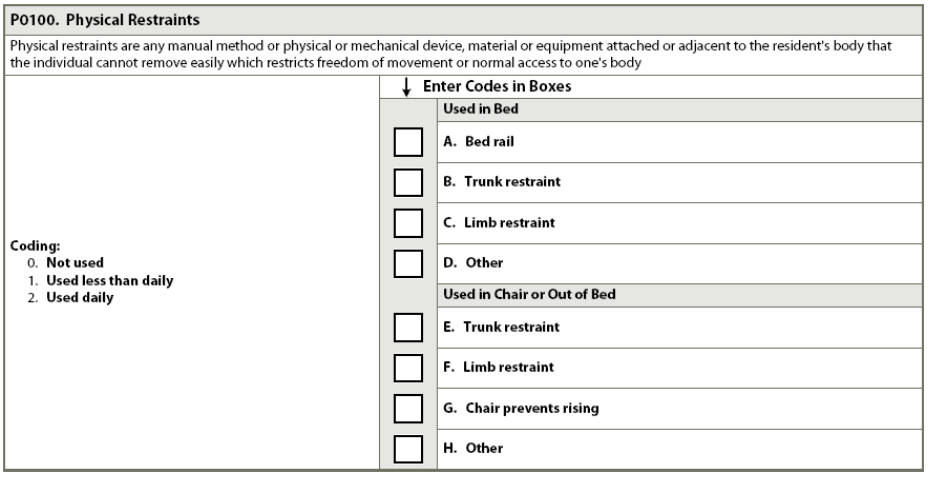 P0100. Physical Restraints
Physical restraints are any manual method or physical or mechanical device, material or equipment attached or adjacent to the resident's body that
the individual cannot remove easily which restricts freedom of movement or normal access to one's body
↓ Enter Codes in Boxes
Used in Bed
A. Bed rail
B. Trunk restraint
C. Limb restraint
D. Other
Coding:
0. Not used
1. Used less than daily
2. Used daily
Used in Chair or Out of Bed
E. Trunk restraint
F. Limb restraint
G. Chair prevents rising
H. Other